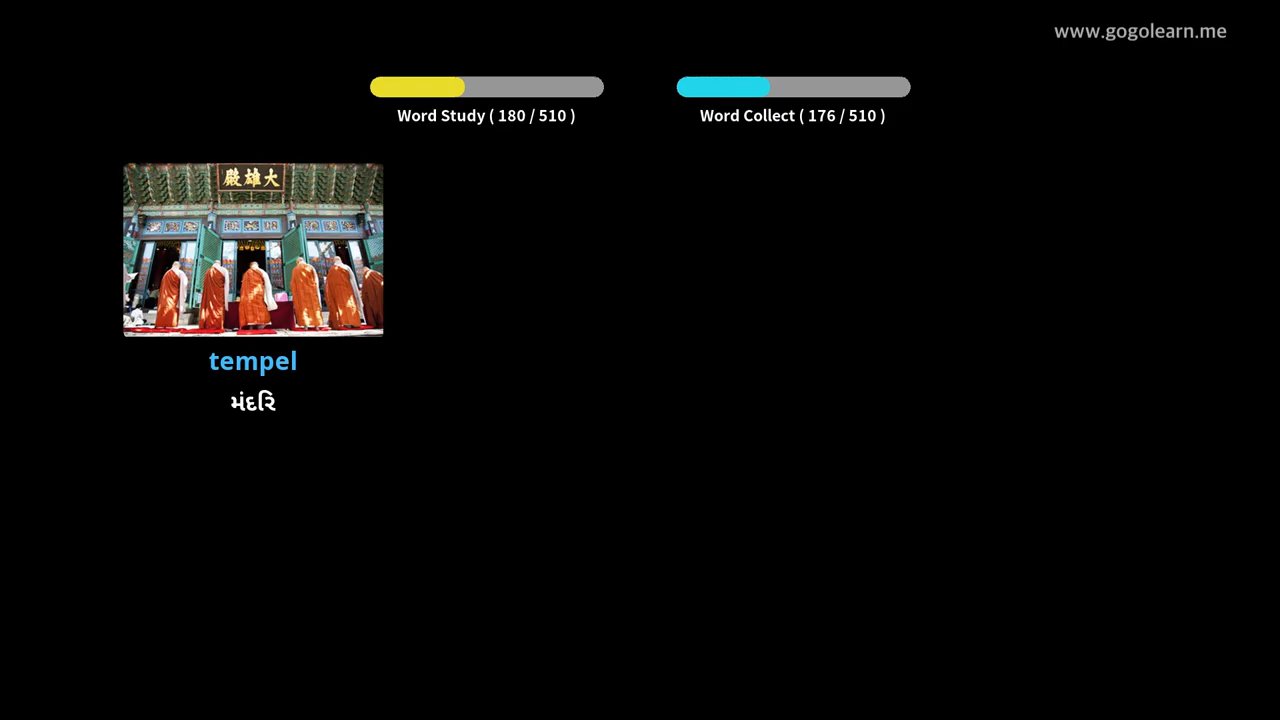 www.gogolearn.me
Word Study ( 180 / 510 )
Word Collect ( 176 / 510 )
大雄殿
tempel
મંદિર